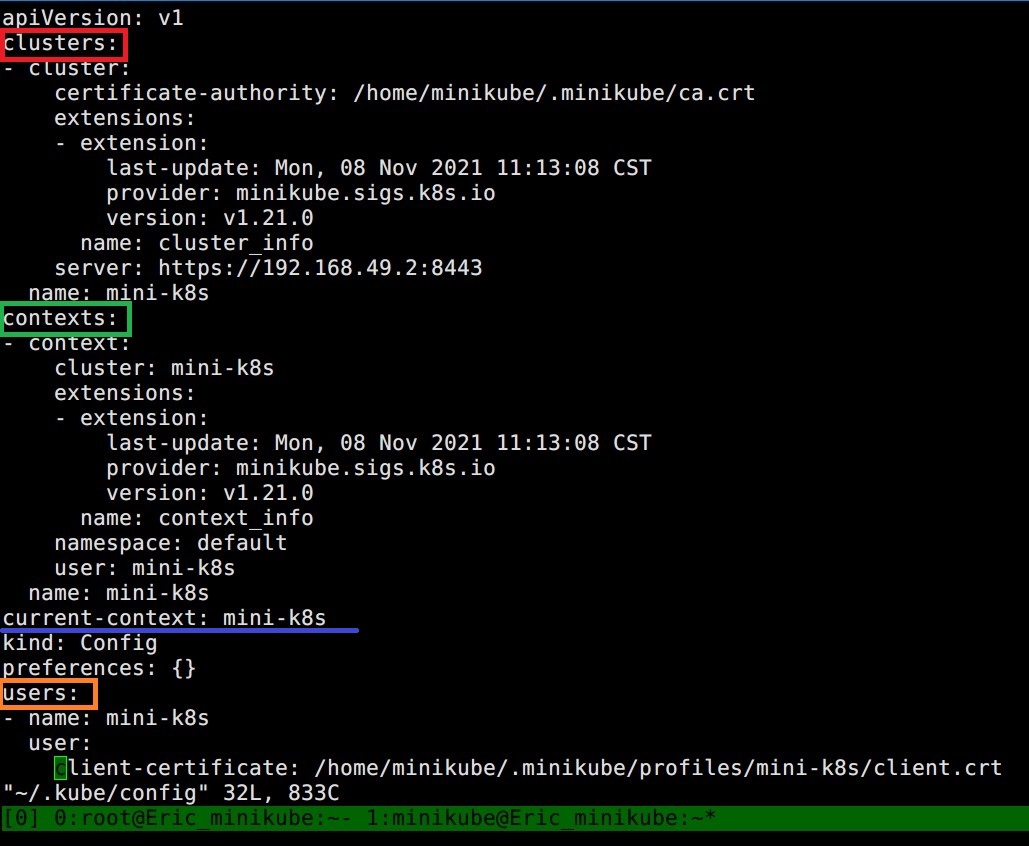 apiVersion: v1
clusters:
- cluster:
    certificate-authority: /home/minikube/.minikube/ca.crt
    extensions:
    - extension:
        last-update: Mon, 08 Nov 2021 11:13:08 CST
        provider: minikube.sigs.k8s.io
        version: v1.21.0
      name: cluster_info
    server: https://192.168.49.2:8443
  name: mini-k8s
contexts:
- context:
    cluster: mini-k8s
    extensions:
    - extension:
        last-update: Mon, 08 Nov 2021 11:13:08 CST
        provider: minikube.sigs.k8s.io
        version: v1.21.0
      name: context_info
    namespace: default
    user: mini-k8s
  name: mini-k8s
current-context: mini-k8s
kind: Config
preferences: {}
users:
- name: mini-k8s
  user:
    client-certificate: /home/minikube/.minikube/profiles/mini-k8s/client.crt
"~/.kube/config" 32L, 833C
[0] 0:root@Eric_minikube:~- 1:minikube@Eric_minikube:~*